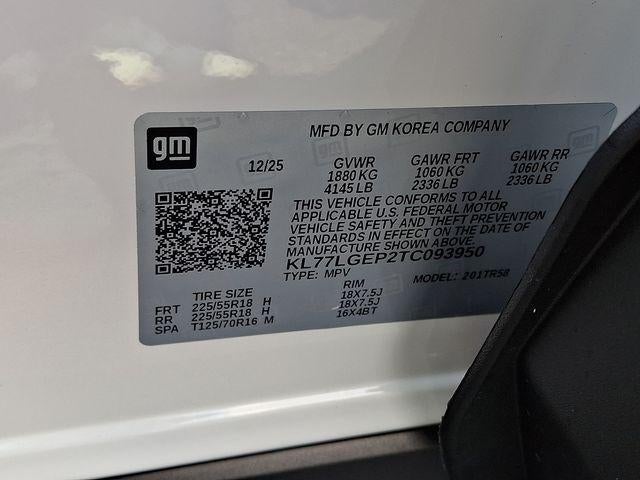 MFD BY GM KOREA COMPANY
gm
12/25 GVWR GAWR FRT GAWR RR
1880 KG 1060 KG 1060 KG
4145 LB 2336 LB 2336 LB
THIS VEHICLE CONFORMS TO ALL
APPLICABLE U.S. FEDERAL MOTOR
VEHICLE SAFETY AND THEFT PREVENTION
STANDARDS IN EFFECT ON THE DATE OF
MANUFACTURE SHOWN ABOVE.
KL77LGEP2TC093950
TYPE: MPV MODEL: 201TR58
TIRE SIZE RIM
FRT 225/55R18 H 18X7.5J
RR 225/55R18 H 18X7.5J
SPA T125/70R16 M 16X4BT